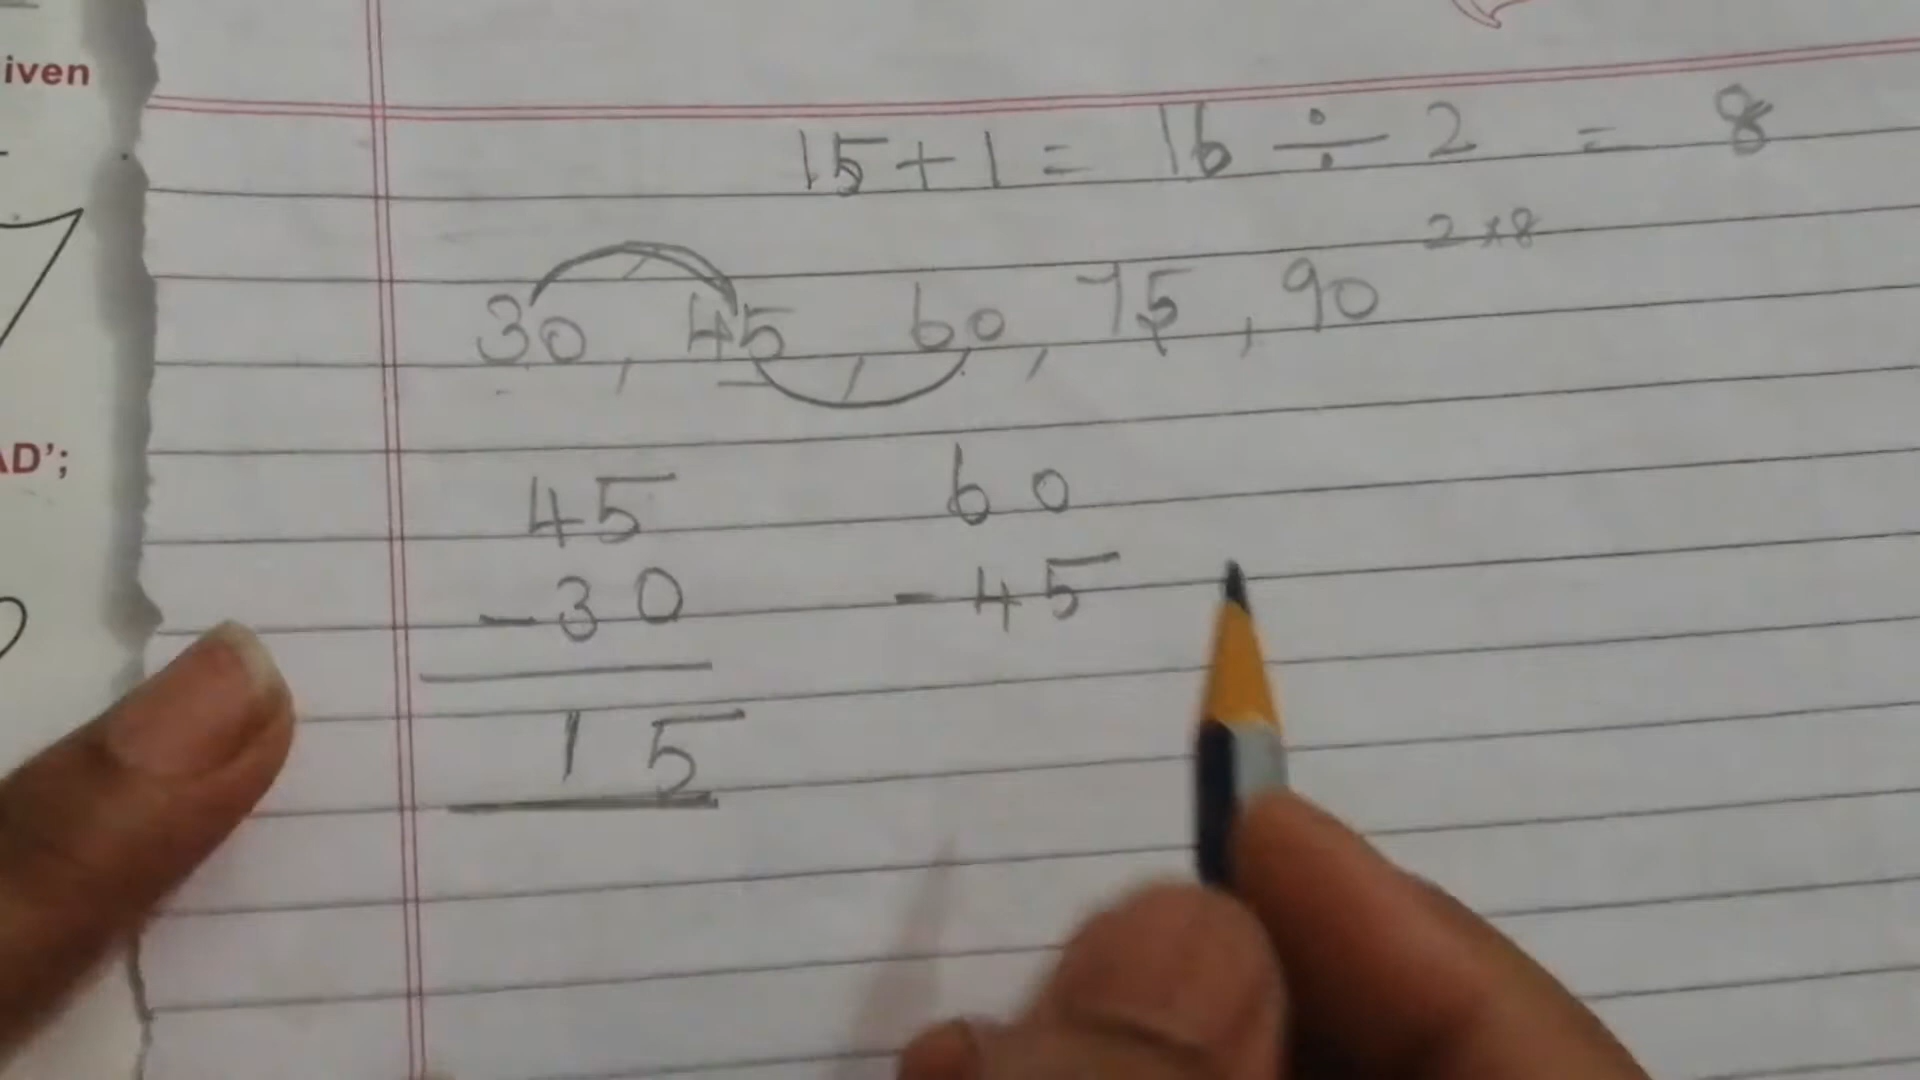 iven
15+1 = 16 ÷ 2 = 8
2×8
30, 45, 60, 75, 90
AD';
45
-30
15
60
-45